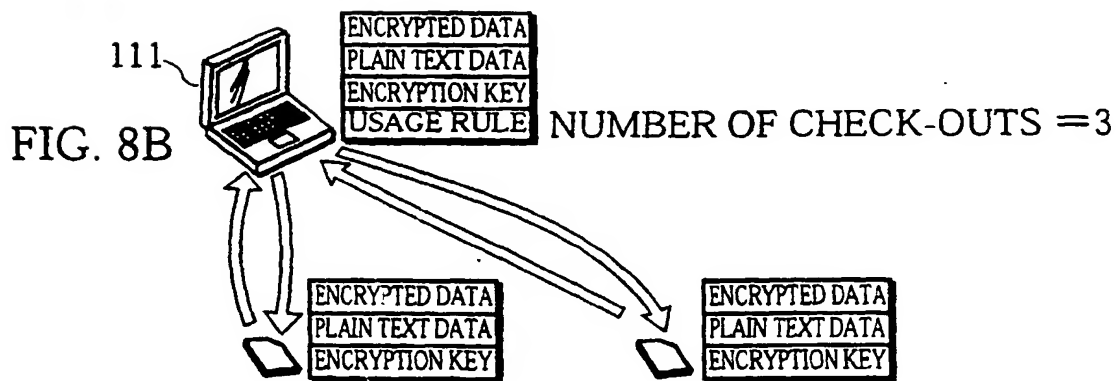 111
ENCRYPTED DATA
PLAIN TEXT DATA
ENCRYPTION KEY
USAGE RULE
NUMBER OF CHECK-OUTS =3
FIG. 8B
ENCRYPTED DATA
PLAIN TEXT DATA
ENCRYPTION KEY
ENCRYPTED DATA
PLAIN TEXT DATA
ENCRYPTION KEY